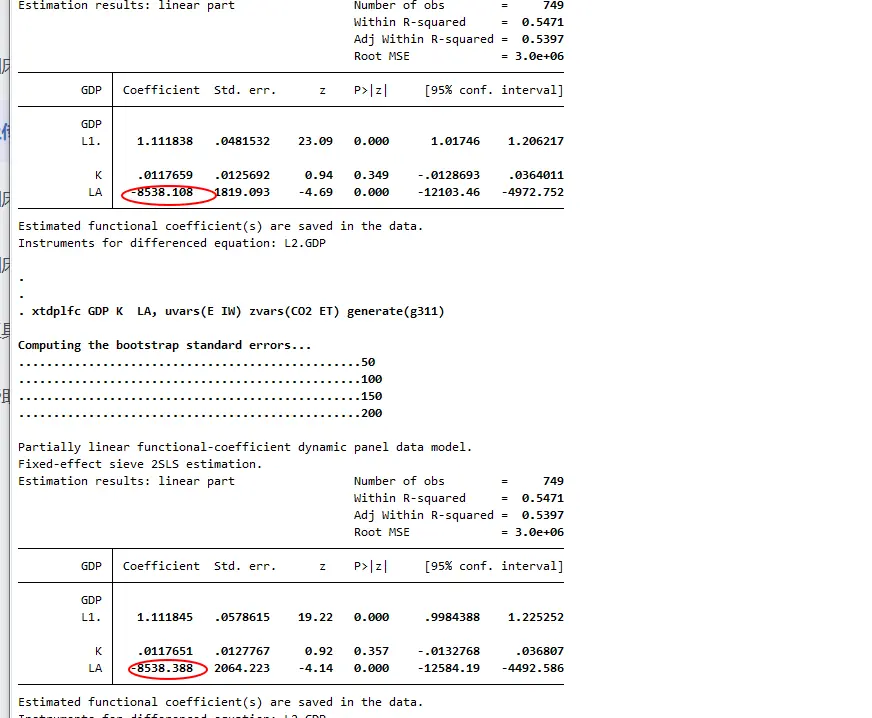 Estimation results: linear part Number of obs = 749
Within R-squared = 0.5471
Adj Within R-squared = 0.5397
Root MSE = 3.0e+06
GDP Coefficient Std. err. z P>|z| [95% conf. interval]
GDP
L1. 1.111838 .0481532 23.09 0.000 1.01746 1.206217
K .0117659 .0125692 0.94 0.349 -.0128693 .0364011
LA -8538.108 1819.093 -4.69 0.000 -12103.46 -4972.752
Estimated functional coefficient(s) are saved in the data.
Instruments for differenced equation: L2.GDP
.
.
. xtdplfc GDP K LA, uvars(E IW) zvars(CO2 ET) generate(g311)
Computing the bootstrap standard errors...
..................................................50
..................................................100
..................................................150
..................................................200
Partially linear functional-coefficient dynamic panel data model.
Fixed-effect sieve 2SLS estimation.
Estimation results: linear part Number of obs = 749
Within R-squared = 0.5471
Adj Within R-squared = 0.5397
Root MSE = 3.0e+06
GDP Coefficient Std. err. z P>|z| [95% conf. interval]
GDP
L1. 1.111845 .0578615 19.22 0.000 .9984388 1.225252
K .0117651 .0127767 0.92 0.357 -.0132768 .036807
LA -8538.388 2064.223 -4.14 0.000 -12584.19 -4492.586
Estimated functional coefficient(s) are saved in the data.
Instruments for differenced equation: L2.GDP